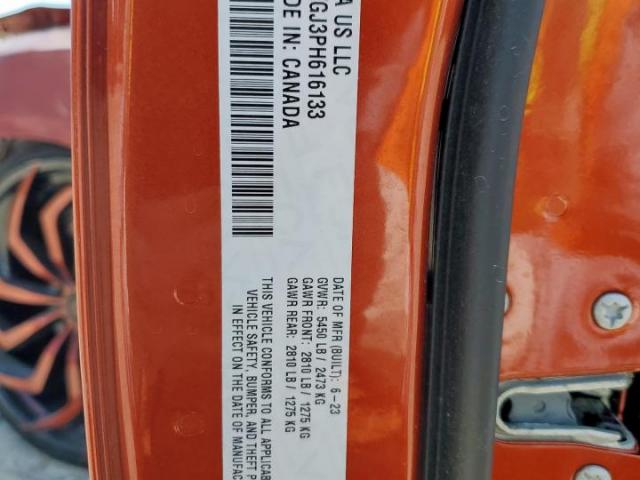 A US LLC
GJ3PH616133
DE IN: CANADA
DATE OF MFR (BUILT): 6-23
GVWR: 5450 LB / 2473 KG
GAWR FRONT: 2810 LB / 1275 KG
GAWR REAR: 2810 LB / 1275 KG
THIS VEHICLE CONFORMS TO ALL APPLICABL
VEHICLE SAFETY, BUMPER, AND THEFT P
IN EFFECT ON THE DATE OF MANUFAC